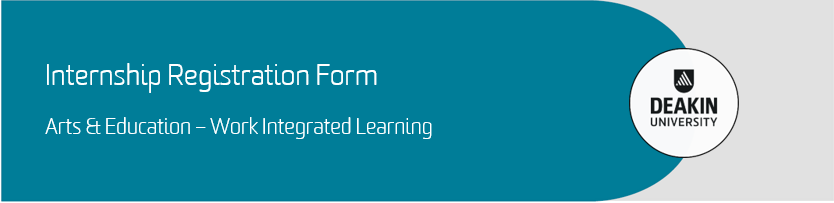 Internship Registration Form
Arts & Education – Work Integrated Learning
DEAKIN
UNIVERSITY